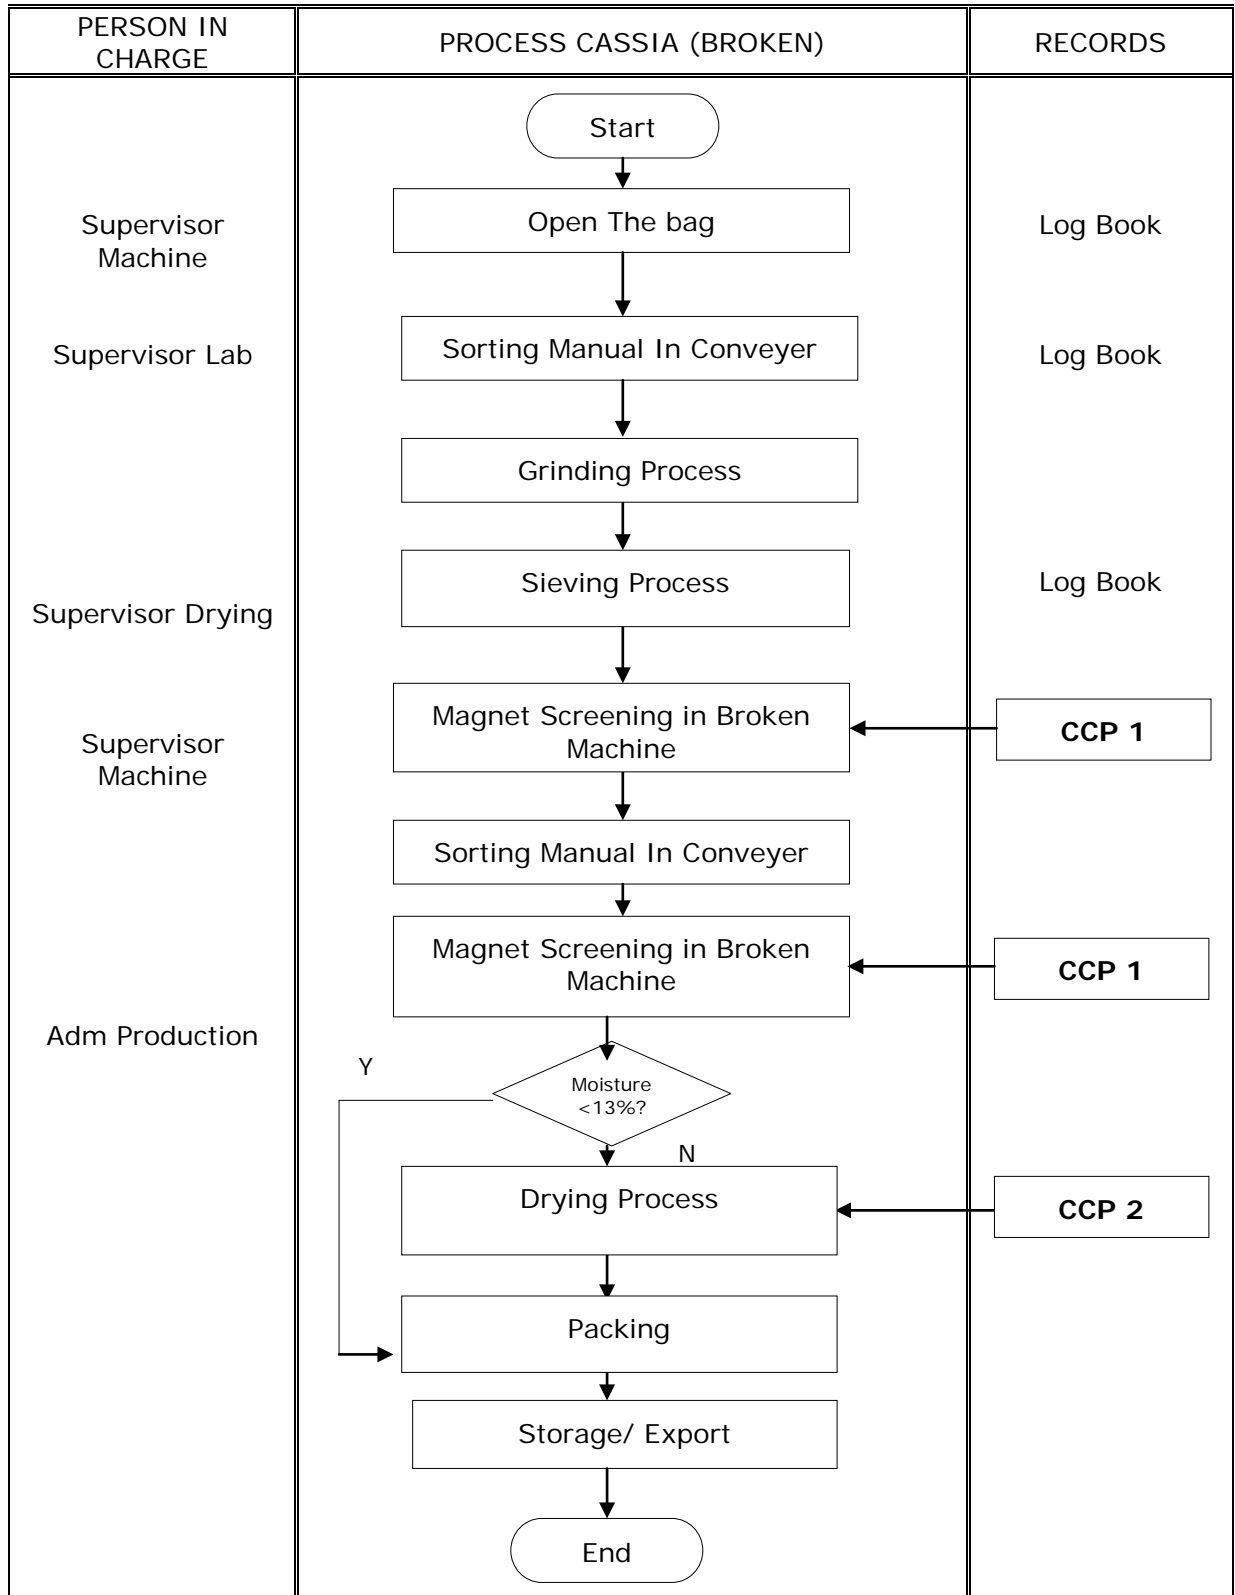 PERSON IN
CHARGE
PROCESS CASSIA (BROKEN)
RECORDS
Start
Supervisor
Machine
Open The bag
Log Book
Supervisor Lab
Sorting Manual In Conveyer
Log Book
Grinding Process
Supervisor Drying
Sieving Process
Log Book
Supervisor
Machine
Magnet Screening in Broken
Machine
CCP 1
Sorting Manual In Conveyer
Magnet Screening in Broken
Machine
CCP 1
Adm Production
Y
Moisture
<13%?
N
Drying Process
CCP 2
Packing
Storage/ Export
End